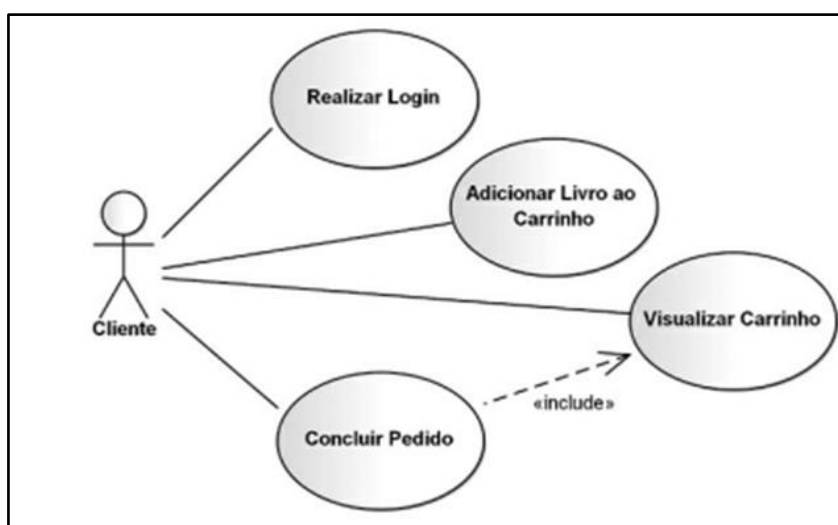 Realizar Login
Adicionar Livro ao
Carrinho
Visualizar Carrinho
Cliente
«include»
Concluir Pedido